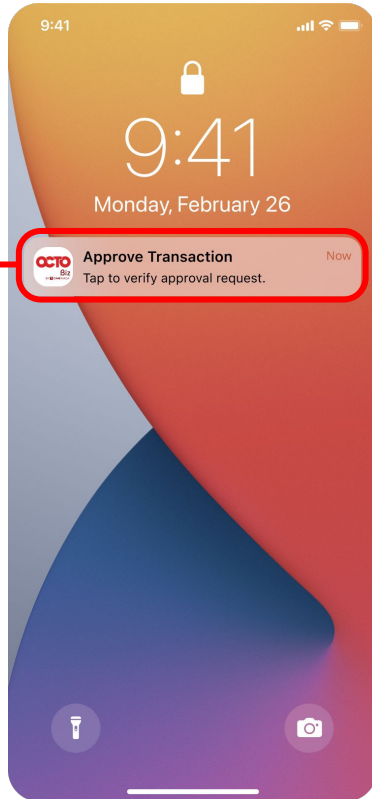 9:41
9:41
Monday, February 26
OCTO
Biz
Approve Transaction
Now
Tap to verify approval request.